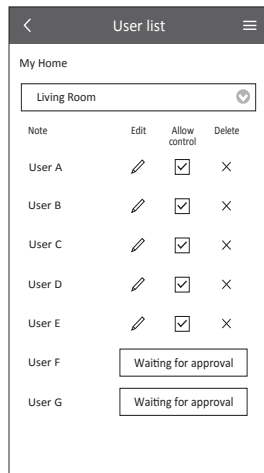 User list
My Home
Living Room
Note Edit Allow control Delete
User A
User B
User C
User D
User E
User F Waiting for approval
User G Waiting for approval